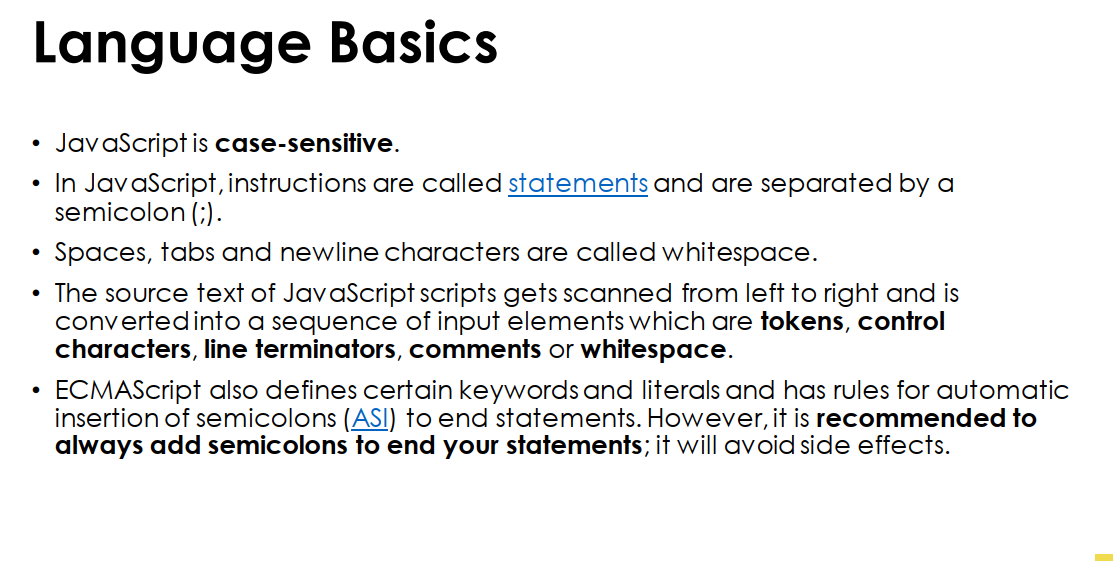 Language Basics
• JavaScript is case-sensitive.
• In JavaScript, instructions are called statements and are separated by a
semicolon (;).
• Spaces, tabs and newline characters are called whitespace.
• The source text of JavaScript scripts gets scanned from left to right and is
converted into a sequence of input elements which are tokens, control
characters, line terminators, comments or whitespace.
• ECMAScript also defines certain keywords and literals and has rules for automatic
insertion of semicolons (ASI) to end statements. However, it is recommended to
always add semicolons to end your statements; it will avoid side effects.